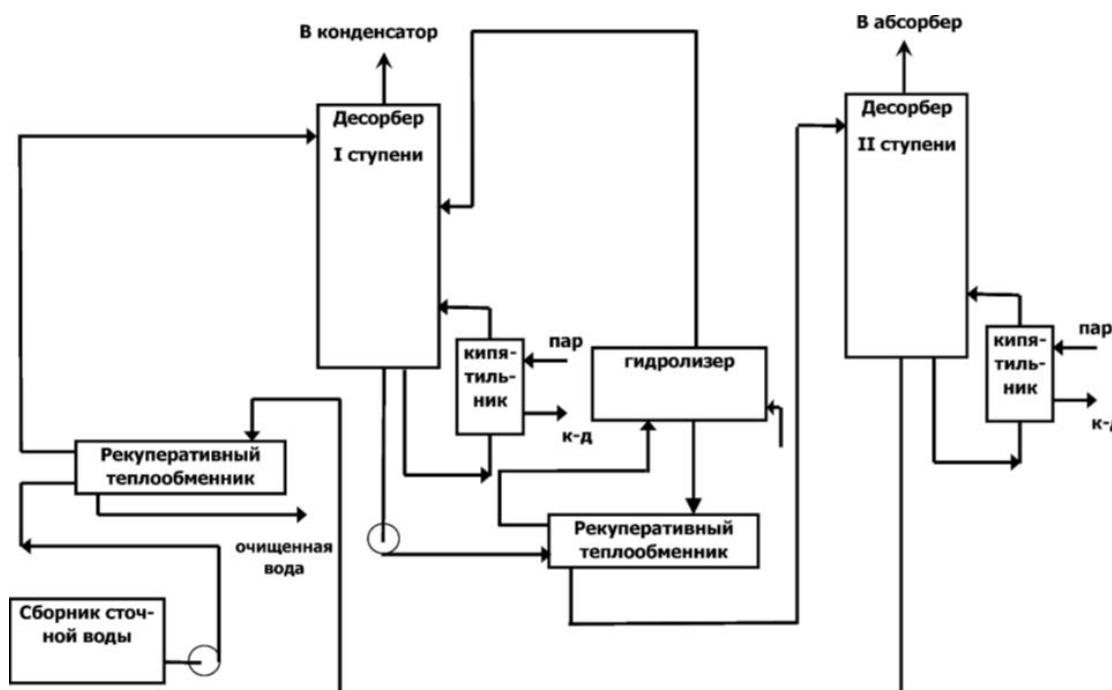 В конденсатор
В абсорбер
Десорбер
I ступени
Десорбер
II ступени
кипя-
тиль-
ник
пар
к-д
гидролизер
кипя-
тиль-
ник
пар
к-д
Рекуперативный
теплообменник
очищенная
вода
Рекуперативный
теплообменник
Сборник сточ-
ной воды